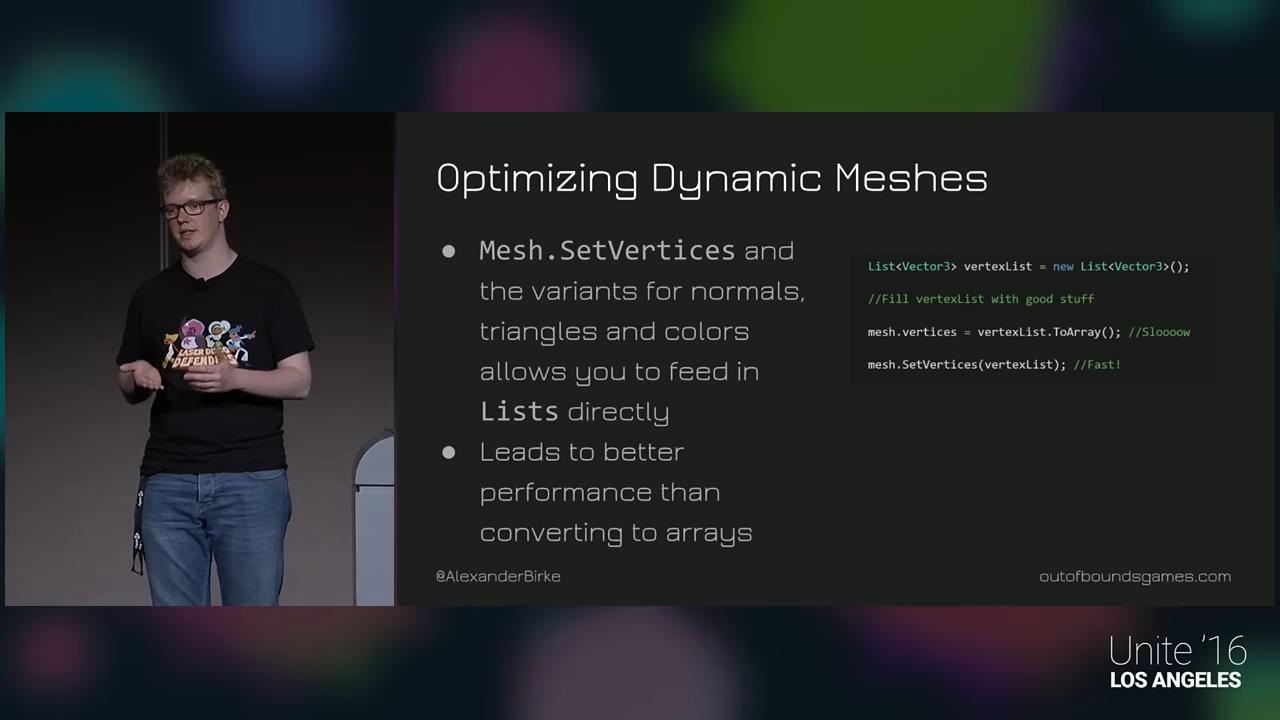 Optimizing Dynamic Meshes
● Mesh.SetVertices and
the variants for normals,
triangles and colors
allows you to feed in
Lists directly
● Leads to better
performance than
converting to arrays
List<Vector3> vertexList = new List<Vector3>();
//Fill vertexList with good stuff
mesh.vertices = vertexList.ToArray(); //Sloooow
mesh.SetVertices(vertexList); //Fast!
@AlexanderBirke
outofboundsgames.com
Unite '16
LOS ANGELES